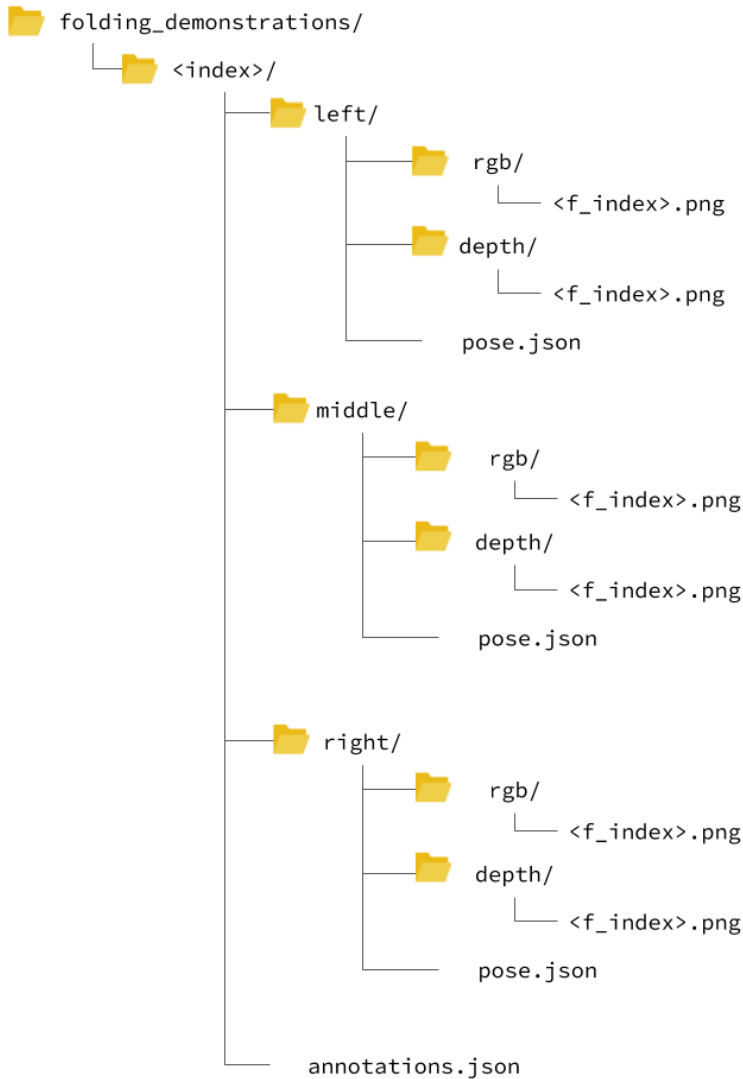 folding_demonstrations/
<index>/
left/
rgb/
<f_index>.png
depth/
<f_index>.png
pose.json
middle/
rgb/
<f_index>.png
depth/
<f_index>.png
pose.json
right/
rgb/
<f_index>.png
depth/
<f_index>.png
pose.json
annotations.json